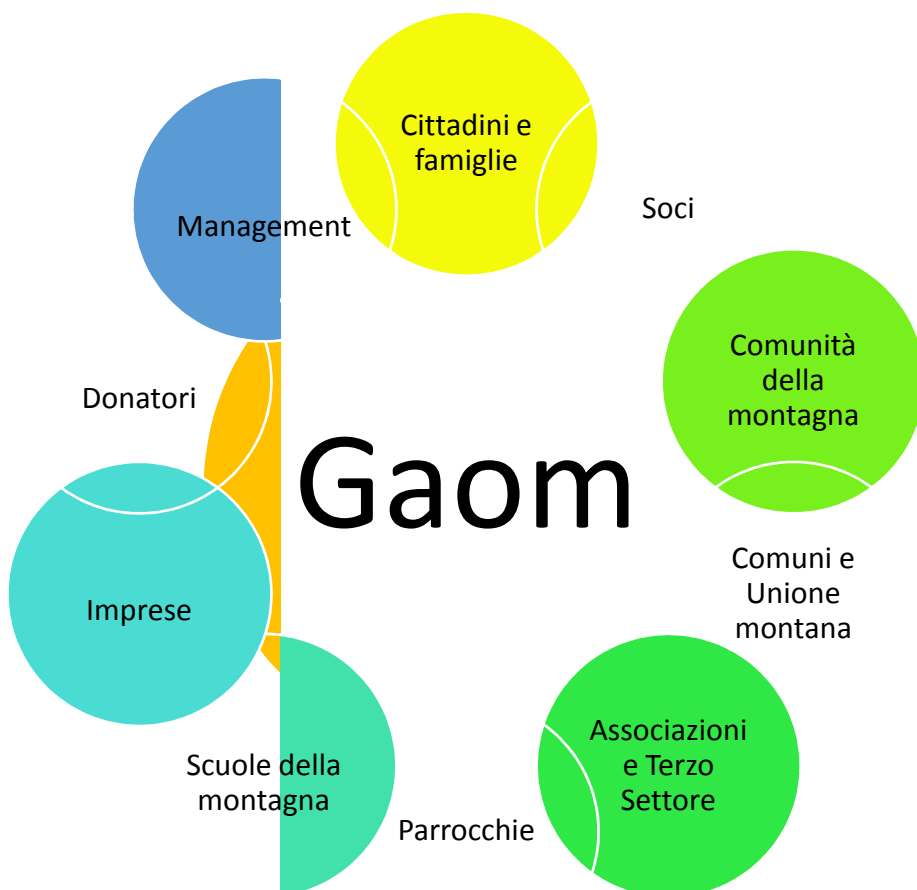 Cittadini e
famiglie
Soci
Management
Comunità
della
montagna
Donatori
Gaom
Comuni e
Unione
montana
Imprese
Associazioni
e Terzo
Settore
Scuole della
montagna
Parrocchie